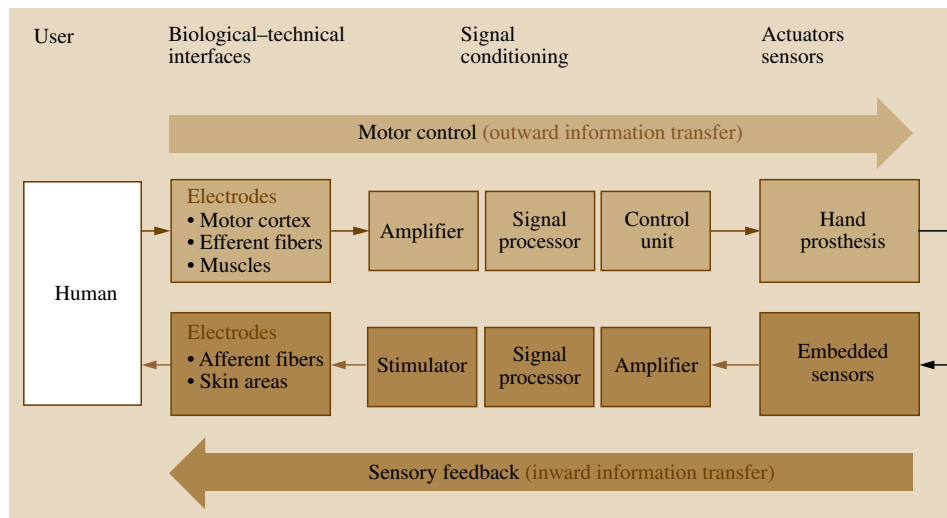 User
Biological–technical
interfaces
Signal
conditioning
Actuators
sensors
Motor control (outward information transfer)
Human
Electrodes
• Motor cortex
• Efferent fibers
• Muscles
Amplifier
Signal
processor
Control
unit
Hand
prosthesis
Electrodes
• Afferent fibers
• Skin areas
Stimulator
Signal
processor
Amplifier
Embedded
sensors
Sensory feedback (inward information transfer)